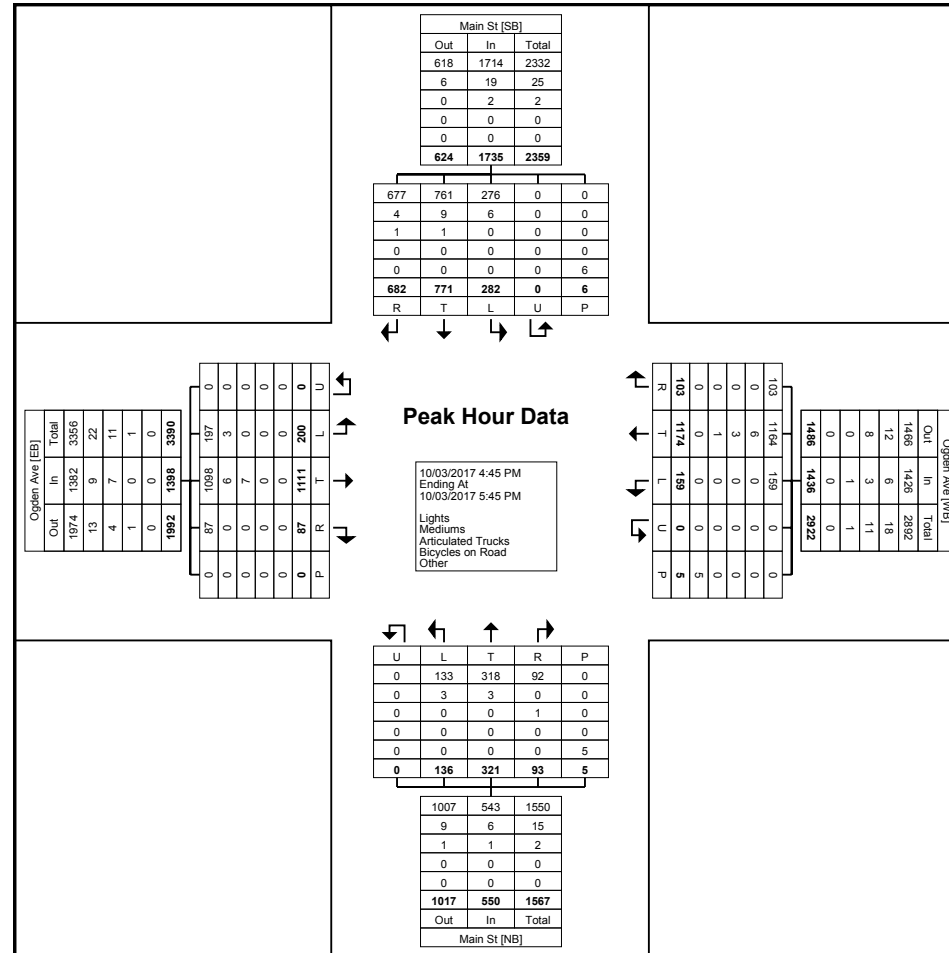 Main St [SB]
Out In Total
618 1714 2332
6 19 25
0 2 2
0 0 0
0 0 0
624 1735 2359
677 761 276 0 0
4 9 6 0 0
1 1 0 0 0
0 0 0 0 0
0 0 0 0 6
682 771 282 0 6
R T L U P
Ogden Ave [EB]
Total 3356 22 11 1 0 3390
In 1382 9 7 0 0 1398
Out 1974 13 4 1 0 1992
0 0 0 0 0 0 U
197 3 0 0 0 200 L
1098 6 7 0 0 1111 T
87 0 0 0 0 87 R
0 0 0 0 0 0 P
Peak Hour Data
10/03/2017 4:45 PM
Ending At
10/03/2017 5:45 PM
Lights
Mediums
Articulated Trucks
Bicycles on Road
Other
R 103 0 0 0 0 103
T 1174 0 1 3 6 1164
L 159 0 0 0 0 159
U 0 0 0 0 0 0
P 5 5 0 0 0 0
1486 0 0 8 12 1466 Out
1436 0 1 3 6 1426 In
2922 0 1 11 18 2892 Total
Ogden Ave [WB]
U L T R P
0 133 318 92 0
0 3 3 0 0
0 0 0 1 0
0 0 0 0 0
0 0 0 0 5
0 136 321 93 5
1007 543 1550
9 6 15
1 1 2
0 0 0
0 0 0
1017 550 1567
Out In Total
Main St [NB]